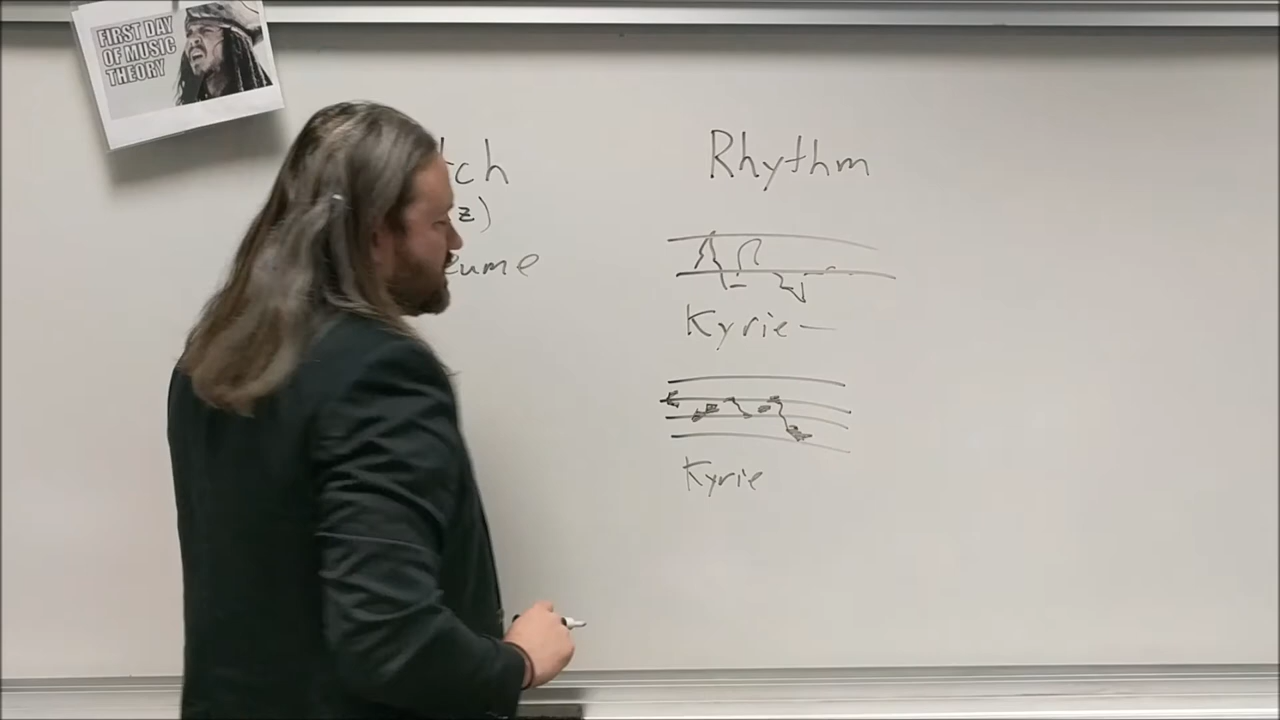 FIRST DAY
OF MUSIC
THEORY
tch
z)
eume
Rhythm
Kyrie
Kyrie